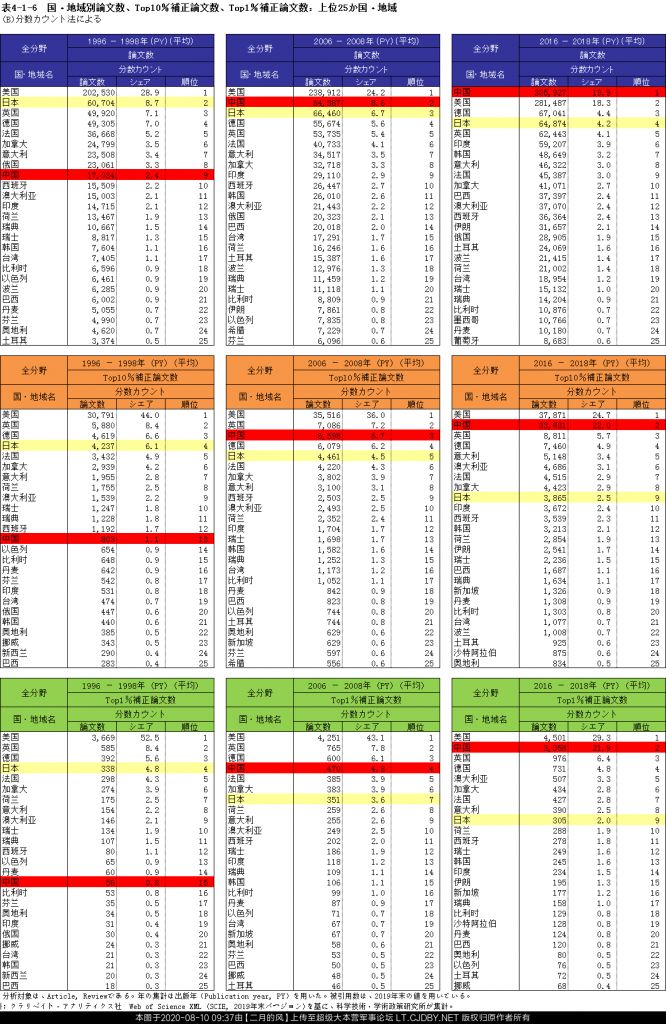 表4-1-6 国・地域別論文数、Top10%補正論文数、Top1%補正論文数：上位25か国・地域
(B)分数カウント法による
全分野 1996 － 1998年 (PY) (平均)
論文数
国・地域名 分数カウント
論文数 シェア 順位
美国 202,530 28.9 1
日本 60,704 8.7 2
英国 49,920 7.1 3
德国 49,305 7.0 4
法国 36,668 5.2 5
加拿大 24,799 3.5 6
意大利 23,508 3.4 7
俄国 23,061 3.3 8
中国 2.4 9
西班牙 15,509 2.2 10
澳大利亚 15,003 2.1 11
印度 14,715 2.1 12
荷兰 13,467 1.9 13
瑞典 10,667 1.5 14
瑞士 8,817 1.3 15
韩国 7,604 1.1 16
台湾 7,405 1.1 17
比利时 6,596 0.9 18
以色列 6,461 0.9 19
波兰 6,285 0.9 20
巴西 6,002 0.9 21
丹麦 5,055 0.7 22
芬兰 4,990 0.7 23
奥地利 4,620 0.7 24
土耳其 3,374 0.5 25
全分野 2006 － 2008年 (PY) (平均)
論文数
国・地域名 分数カウント
論文数 シェア 順位
美国 238,912 24.2 1
中国 84,587 8.6 2
日本 66,460 6.7 3
德国 55,674 5.6 4
英国 53,735 5.4 5
法国 40,733 4.1 6
意大利 34,517 3.5 7
加拿大 32,718 3.3 8
印度 29,110 2.9 9
西班牙 26,447 2.7 10
韩国 26,010 2.6 11
澳大利亚 21,443 2.2 12
俄国 20,323 2.1 13
巴西 20,018 2.0 14
台湾 17,291 1.7 15
荷兰 16,246 1.6 16
土耳其 15,387 1.6 17
波兰 12,976 1.3 18
瑞典 11,459 1.2 19
瑞士 11,118 1.1 20
比利时 8,809 0.9 21
伊朗 7,861 0.8 22
以色列 7,835 0.8 23
希腊 7,229 0.7 24
芬兰 6,096 0.6 25
全分野 2016 － 2018年 (PY) (平均)
論文数
国・地域名 分数カウント
論文数 シェア 順位
中国 305,927 19.9 1
美国 281,487 18.3 2
德国 67,041 4.4 3
日本 64,874 4.2 4
英国 62,443 4.1 5
印度 59,207 3.9 6
韩国 48,649 3.2 7
意大利 46,322 3.0 8
法国 45,387 3.0 9
加拿大 41,071 2.7 10
巴西 37,397 2.4 11
澳大利亚 37,070 2.4 12
西班牙 36,364 2.4 13
伊朗 31,657 2.1 14
俄国 28,905 1.9 15
土耳其 24,069 1.6 16
波兰 21,415 1.4 17
荷兰 21,002 1.4 18
台湾 18,954 1.2 19
瑞士 15,132 1.0 20
瑞典 14,204 0.9 21
比利时 10,876 0.7 22
墨西哥 10,766 0.7 23
丹麦 10,180 0.7 24
葡萄牙 8,683 0.6 25
全分野 1996 － 1998年 (PY) (平均)
Top10%補正論文数
国・地域名 分数カウント
論文数 シェア 順位
美国 30,791 44.0 1
英国 5,880 8.4 2
德国 4,619 6.6 3
日本 4,237 6.1 4
法国 3,432 4.9 5
加拿大 2,939 4.2 6
意大利 1,955 2.8 7
荷兰 1,755 2.5 8
澳大利亚 1,539 2.2 9
瑞士 1,247 1.8 10
瑞典 1,228 1.8 11
西班牙 1,192 1.7 12
中国 803 1.1 13
以色列 654 0.9 14
比利时 648 0.9 15
丹麦 642 0.9 16
芬兰 542 0.8 17
印度 531 0.8 18
台湾 474 0.7 19
俄国 447 0.6 20
韩国 440 0.6 21
奥地利 385 0.5 22
挪威 343 0.5 23
新西兰 290 0.4 24
巴西 283 0.4 25
全分野 2006 － 2008年 (PY) (平均)
Top10%補正論文数
国・地域名 分数カウント
論文数 シェア 順位
美国 35,516 36.0 1
英国 7,086 7.2 2
中国 3
德国 6,079 6.2 4
日本 4,461 4.5 5
法国 4,220 4.3 6
加拿大 3,802 3.9 7
意大利 3,100 3.1 8
西班牙 2,503 2.5 9
澳大利亚 2,493 2.5 10
荷兰 2,352 2.4 11
印度 1,704 1.7 12
瑞士 1,698 1.7 13
韩国 1,582 1.6 14
瑞典 1,252 1.3 15
台湾 1,173 1.2 16
比利时 1,052 1.1 17
丹麦 842 0.9 18
巴西 823 0.8 19
以色列 744 0.8 20
土耳其 744 0.8 21
奥地利 629 0.6 22
新加坡 629 0.6 23
芬兰 597 0.6 24
希腊 556 0.6 25
全分野 2016 － 2018年 (PY) (平均)
Top10%補正論文数
国・地域名 分数カウント
論文数 シェア 順位
美国 37,871 24.7 1
中国 22.0 2
英国 8,811 5.7 3
德国 7,460 4.9 4
意大利 5,148 3.4 5
澳大利亚 4,686 3.1 6
法国 4,515 2.9 7
加拿大 4,423 2.9 8
日本 3,865 2.5 9
印度 3,672 2.4 10
西班牙 3,539 2.3 11
韩国 3,213 2.1 12
荷兰 2,854 1.9 13
伊朗 2,541 1.7 14
瑞士 2,236 1.5 15
巴西 1,687 1.1 16
瑞典 1,634 1.1 17
新加坡 1,326 0.9 18
丹麦 1,308 0.9 19
比利时 1,303 0.8 20
台湾 1,077 0.7 21
波兰 1,008 0.7 22
土耳其 925 0.6 23
沙特阿拉伯 875 0.6 24
奥地利 834 0.5 25
全分野 1996 － 1998年 (PY) (平均)
Top1%補正論文数
国・地域名 分数カウント
論文数 シェア 順位
美国 3,669 52.5 1
英国 585 8.4 2
德国 392 5.6 3
日本 338 4.8 4
法国 298 4.3 5
加拿大 274 3.9 6
荷兰 175 2.5 7
意大利 154 2.2 8
澳大利亚 146 2.1 9
瑞士 134 1.9 10
瑞典 107 1.5 11
西班牙 80 1.1 12
以色列 65 0.9 13
丹麦 60 0.9 14
中国 0.8 15
比利时 53 0.8 16
芬兰 35 0.5 17
奥地利 34 0.5 18
印度 31 0.4 19
俄国 30 0.4 20
挪威 24 0.3 21
台湾 21 0.3 22
韩国 21 0.3 23
新西兰 20 0.3 24
巴西 18 0.3 25
全分野 2006 － 2008年 (PY) (平均)
Top1%補正論文数
国・地域名 分数カウント
論文数 シェア 順位
美国 4,251 43.1 1
英国 765 7.8 2
德国 600 6.1 3
中国 470 4.8 4
法国 385 3.9 5
加拿大 383 3.9 6
日本 351 3.6 7
荷兰 259 2.6 8
意大利 255 2.6 9
澳大利亚 249 2.5 10
西班牙 202 2.0 11
瑞士 186 1.9 12
印度 118 1.2 13
瑞典 109 1.1 14
韩国 106 1.1 15
比利时 99 1.0 16
丹麦 87 0.9 17
以色列 71 0.7 18
台湾 67 0.7 19
新加坡 67 0.7 20
奥地利 58 0.6 21
芬兰 53 0.5 22
巴西 50 0.5 23
挪威 48 0.5 24
土耳其 48 0.5 25
全分野 2016 － 2018年 (PY) (平均)
Top1%補正論文数
国・地域名 分数カウント
論文数 シェア 順位
美国 4,501 29.3 1
中国 2
英国 976 6.4 3
德国 731 4.8 4
澳大利亚 507 3.3 5
加拿大 434 2.8 6
法国 427 2.8 7
意大利 390 2.5 8
日本 305 2.0 9
荷兰 288 1.9 10
西班牙 278 1.8 11
瑞士 249 1.6 12
韩国 245 1.6 13
印度 234 1.5 14
伊朗 195 1.3 15
新加坡 177 1.2 16
瑞典 158 1.0 17
比利时 129 0.8 18
沙特阿拉伯 128 0.8 19
丹麦 124 0.8 20
巴西 120 0.8 21
奥地利 80 0.5 22
以色列 76 0.5 23
土耳其 72 0.5 24
挪威 68 0.4 25
分析対象は、Article, Reviewである。年の集計は出版年 (Publication year, PY) を用いた。被引用数は、2019年末の値を用いている。
：クラリベイト・アナリティクス社 Web of Science XML (SCIE, 2019年末バージョン)を基に、科学技術・学術政策研究所が集計。
本图于2020-08-10 09:37由【二月的风】上传至超级大本营军事论坛 LT.CJDBY.NET 版权归原作者所有